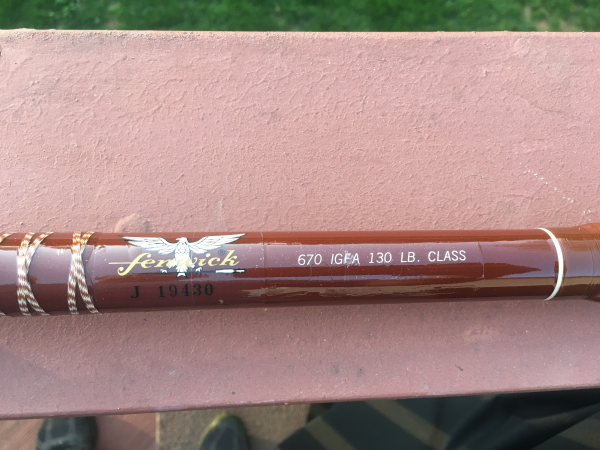 fenwick
670 IGFA 130 LB. CLASS
J 19430